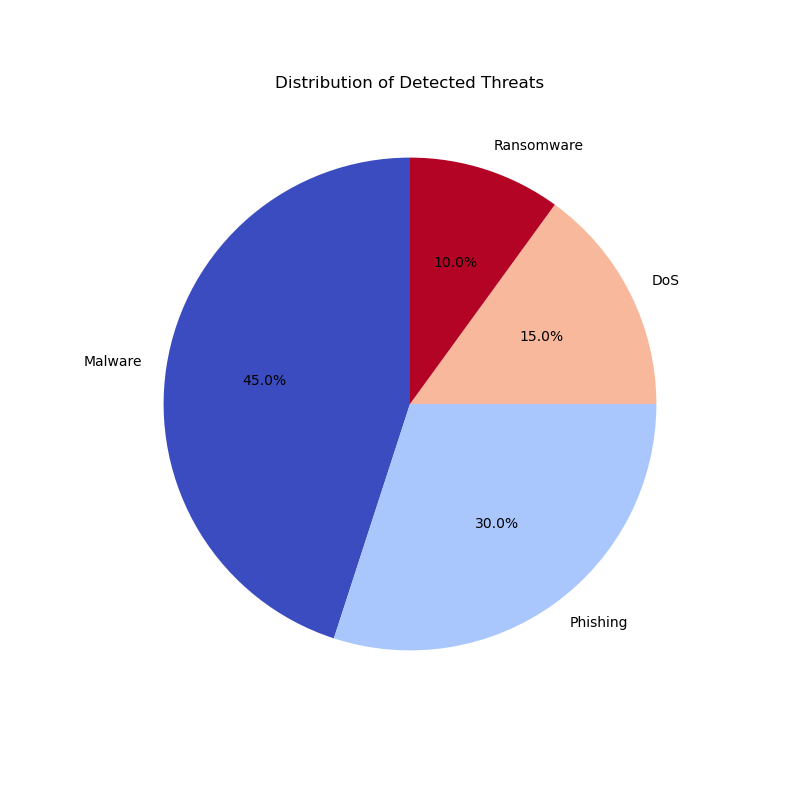 Distribution of Detected Threats
Ransomware
10.0%
DoS
15.0%
Malware
45.0%
30.0%
Phishing